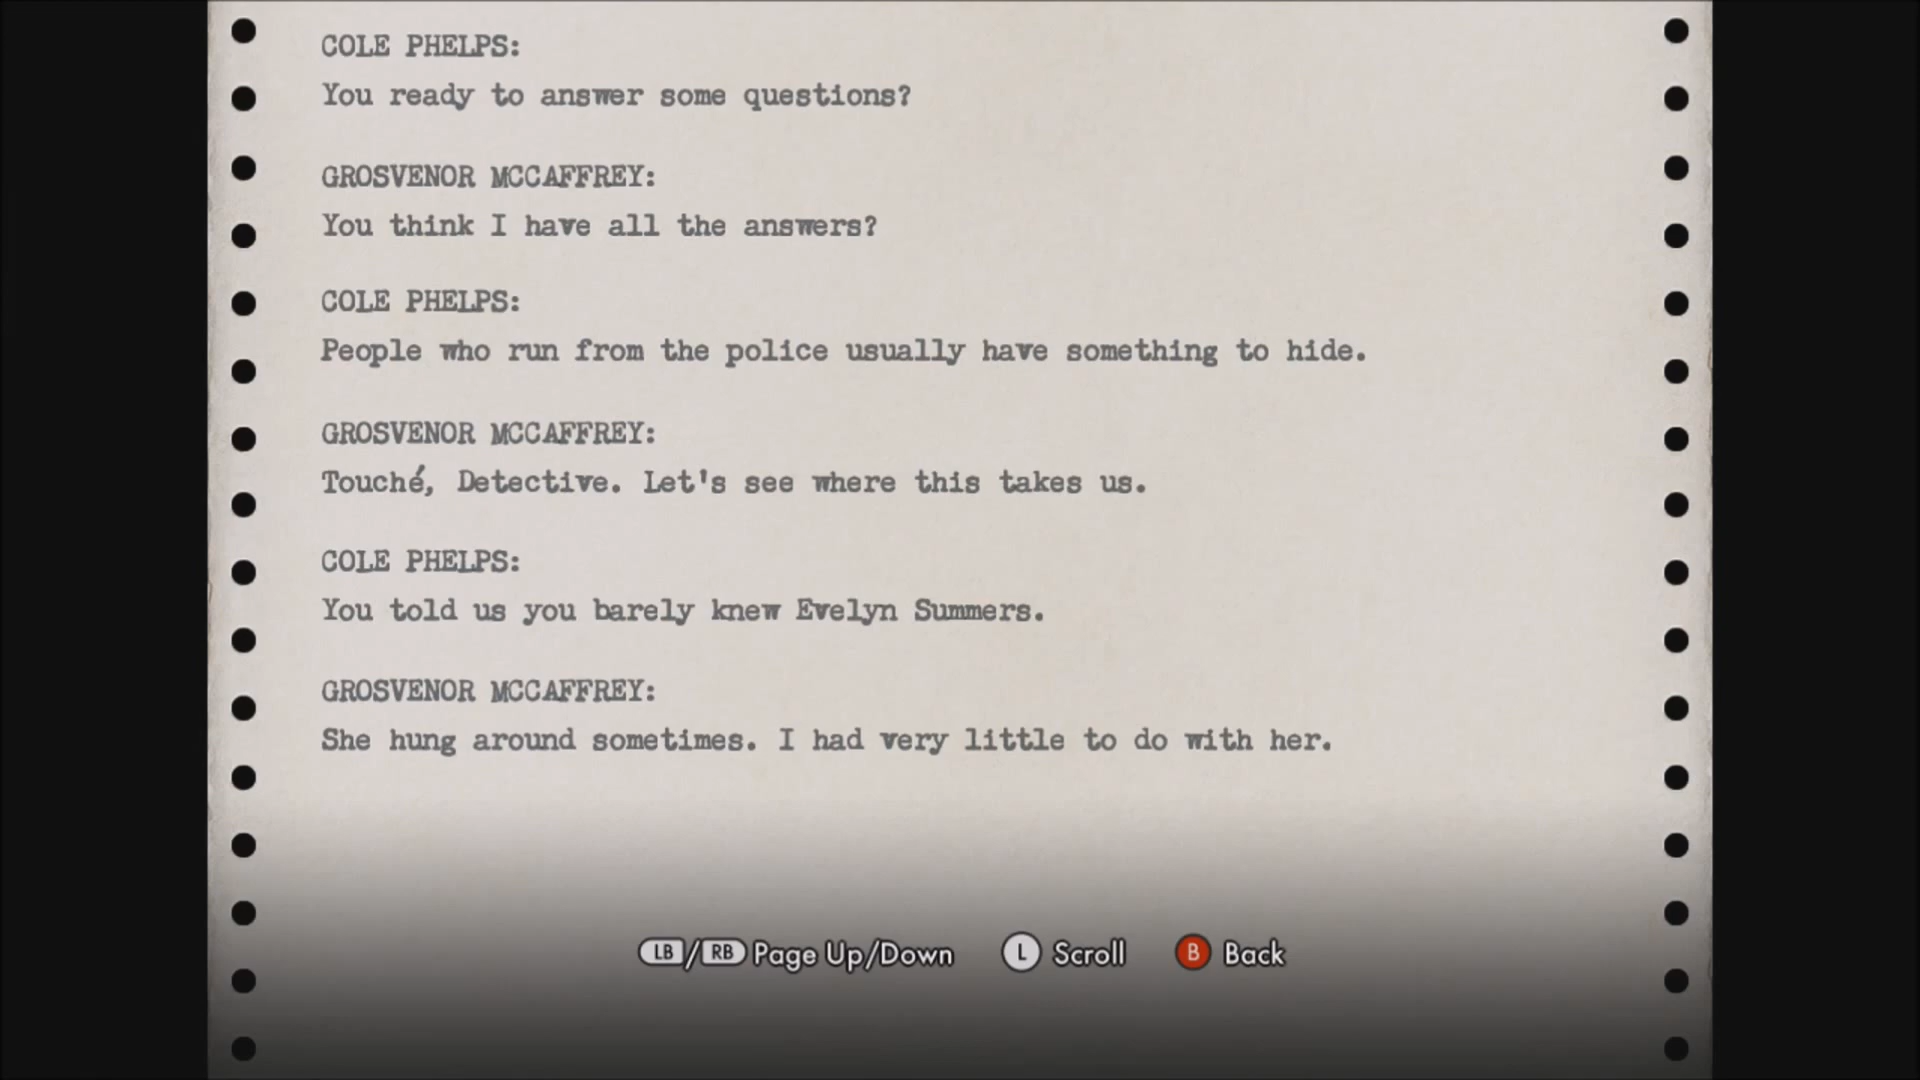 COLE PHELPS:
You ready to answer some questions?
GROSVENOR MCCAFFREY:
You think I have all the answers?
COLE PHELPS:
People who run from the police usually have something to hide.
GROSVENOR MCCAFFREY:
Touché, Detective. Let's see where this takes us.
COLE PHELPS:
You told us you barely knew Evelyn Summers.
GROSVENOR MCCAFFREY:
She hung around sometimes. I had very little to do with her.
LB/RB Page Up/Down L Scroll B Back